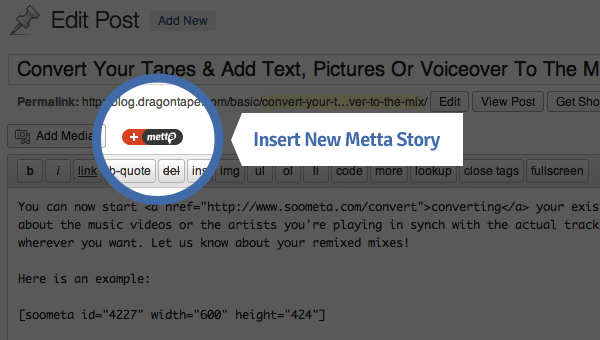 Edit Post Add New
Convert Your Tapes & Add Text, Pictures Or Voiceover To The M
Permalink: http blog.dragontape.com/basic/convert-your-t...ver-to-the-mix/ Edit View Post Get Sho
Add Media + metta Insert New Metta Story
b i link b-quote del ins img ul ol li code more lookup close tags fullscreen
You can now start <a href="http://www.soometa.com/convert">converting</a> your exis
about the music videos or the artists you're playing in synch with the actual track
wherever you want. Let us know about your remixed mixes!
Here is an example:
[soometa id="4227" width="600" height="424"]